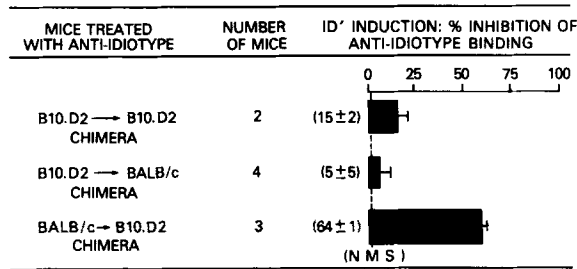 MICE TREATED WITH ANTI-IDIOTYPE
NUMBER OF MICE
ID′ INDUCTION: % INHIBITION OF ANTI-IDIOTYPE BINDING
0 25 50 75 100
B10.D2 → B10.D2 CHIMERA 2 (15±2)
B10.D2 → BALB/c CHIMERA 4 (5±5)
BALB/c→ B10.D2 CHIMERA 3 (64±1)
(NMS)